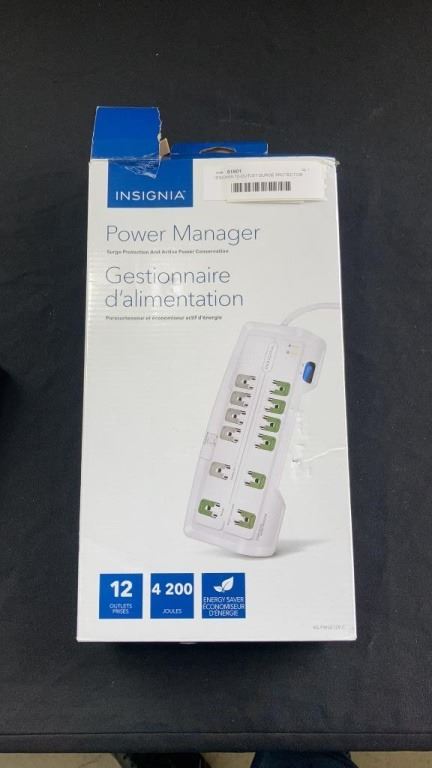 61601
INSIGNIA
Power Manager
Surge Protection And Active Power Conservation
Gestionnaire
d'alimentation
Parasurtenseur et économiseur actif d'énergie
12
OUTLETS
PRISES
4 200
JOULES
ENERGY SAVER
ÉCONOMISEUR
D'ÉNERGIE